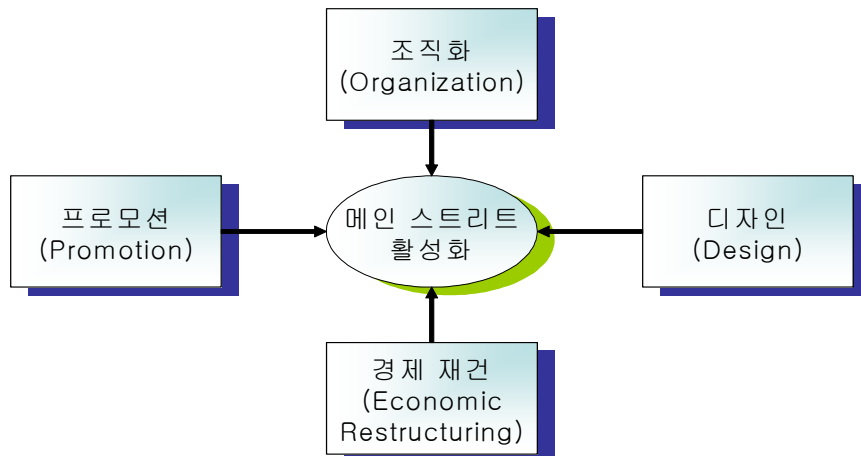 조직화
(Organization)
프로모션
(Promotion)
메인 스트리트
활성화
디자인
(Design)
경제 재건
(Economic
Restructuring)